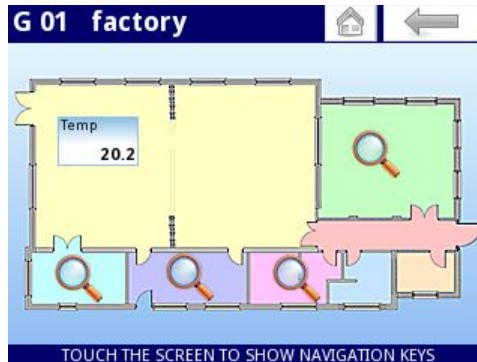 G 01 factory
Temp
20.2
TOUCH THE SCREEN TO SHOW NAVIGATION KEYS